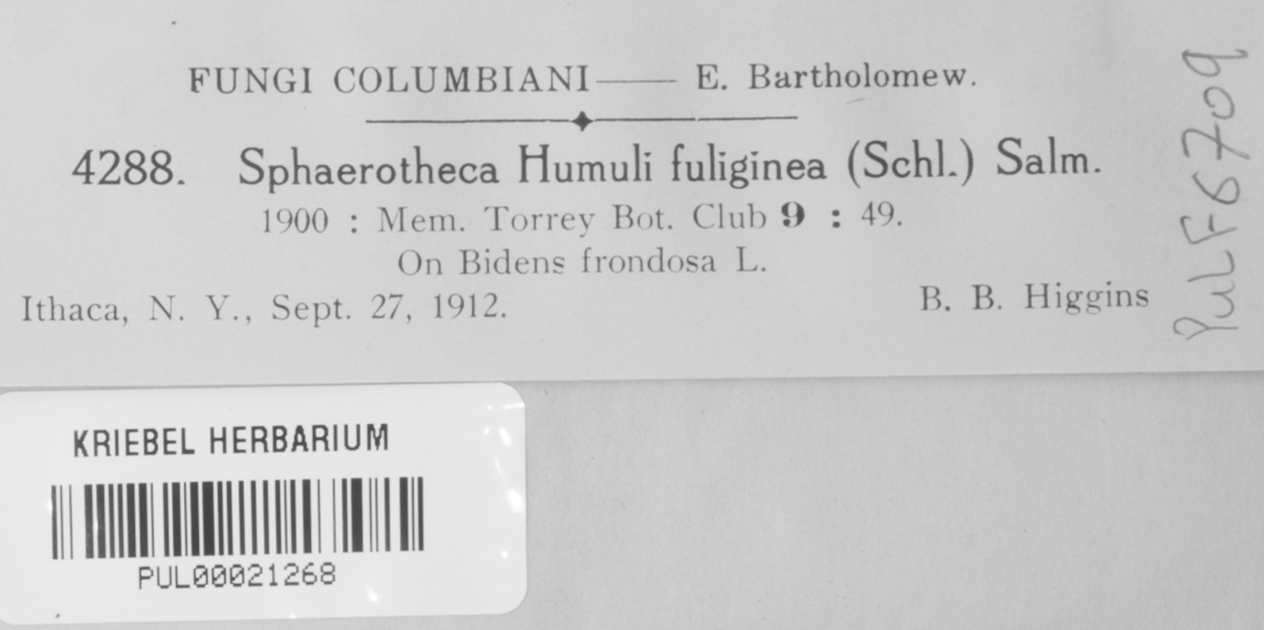 FUNGI COLUMBIANI—— E. Bartholomew.
4288. Sphaerotheca Humuli fuliginea (Schl.) Salm.
1900 : Mem. Torrey Bot. Club 9 : 49.
On Bidens frondosa L.
Ithaca, N. Y., Sept. 27, 1912. B. B. Higgins
PuLF6709
KRIEBEL HERBARIUM
PUL00021268